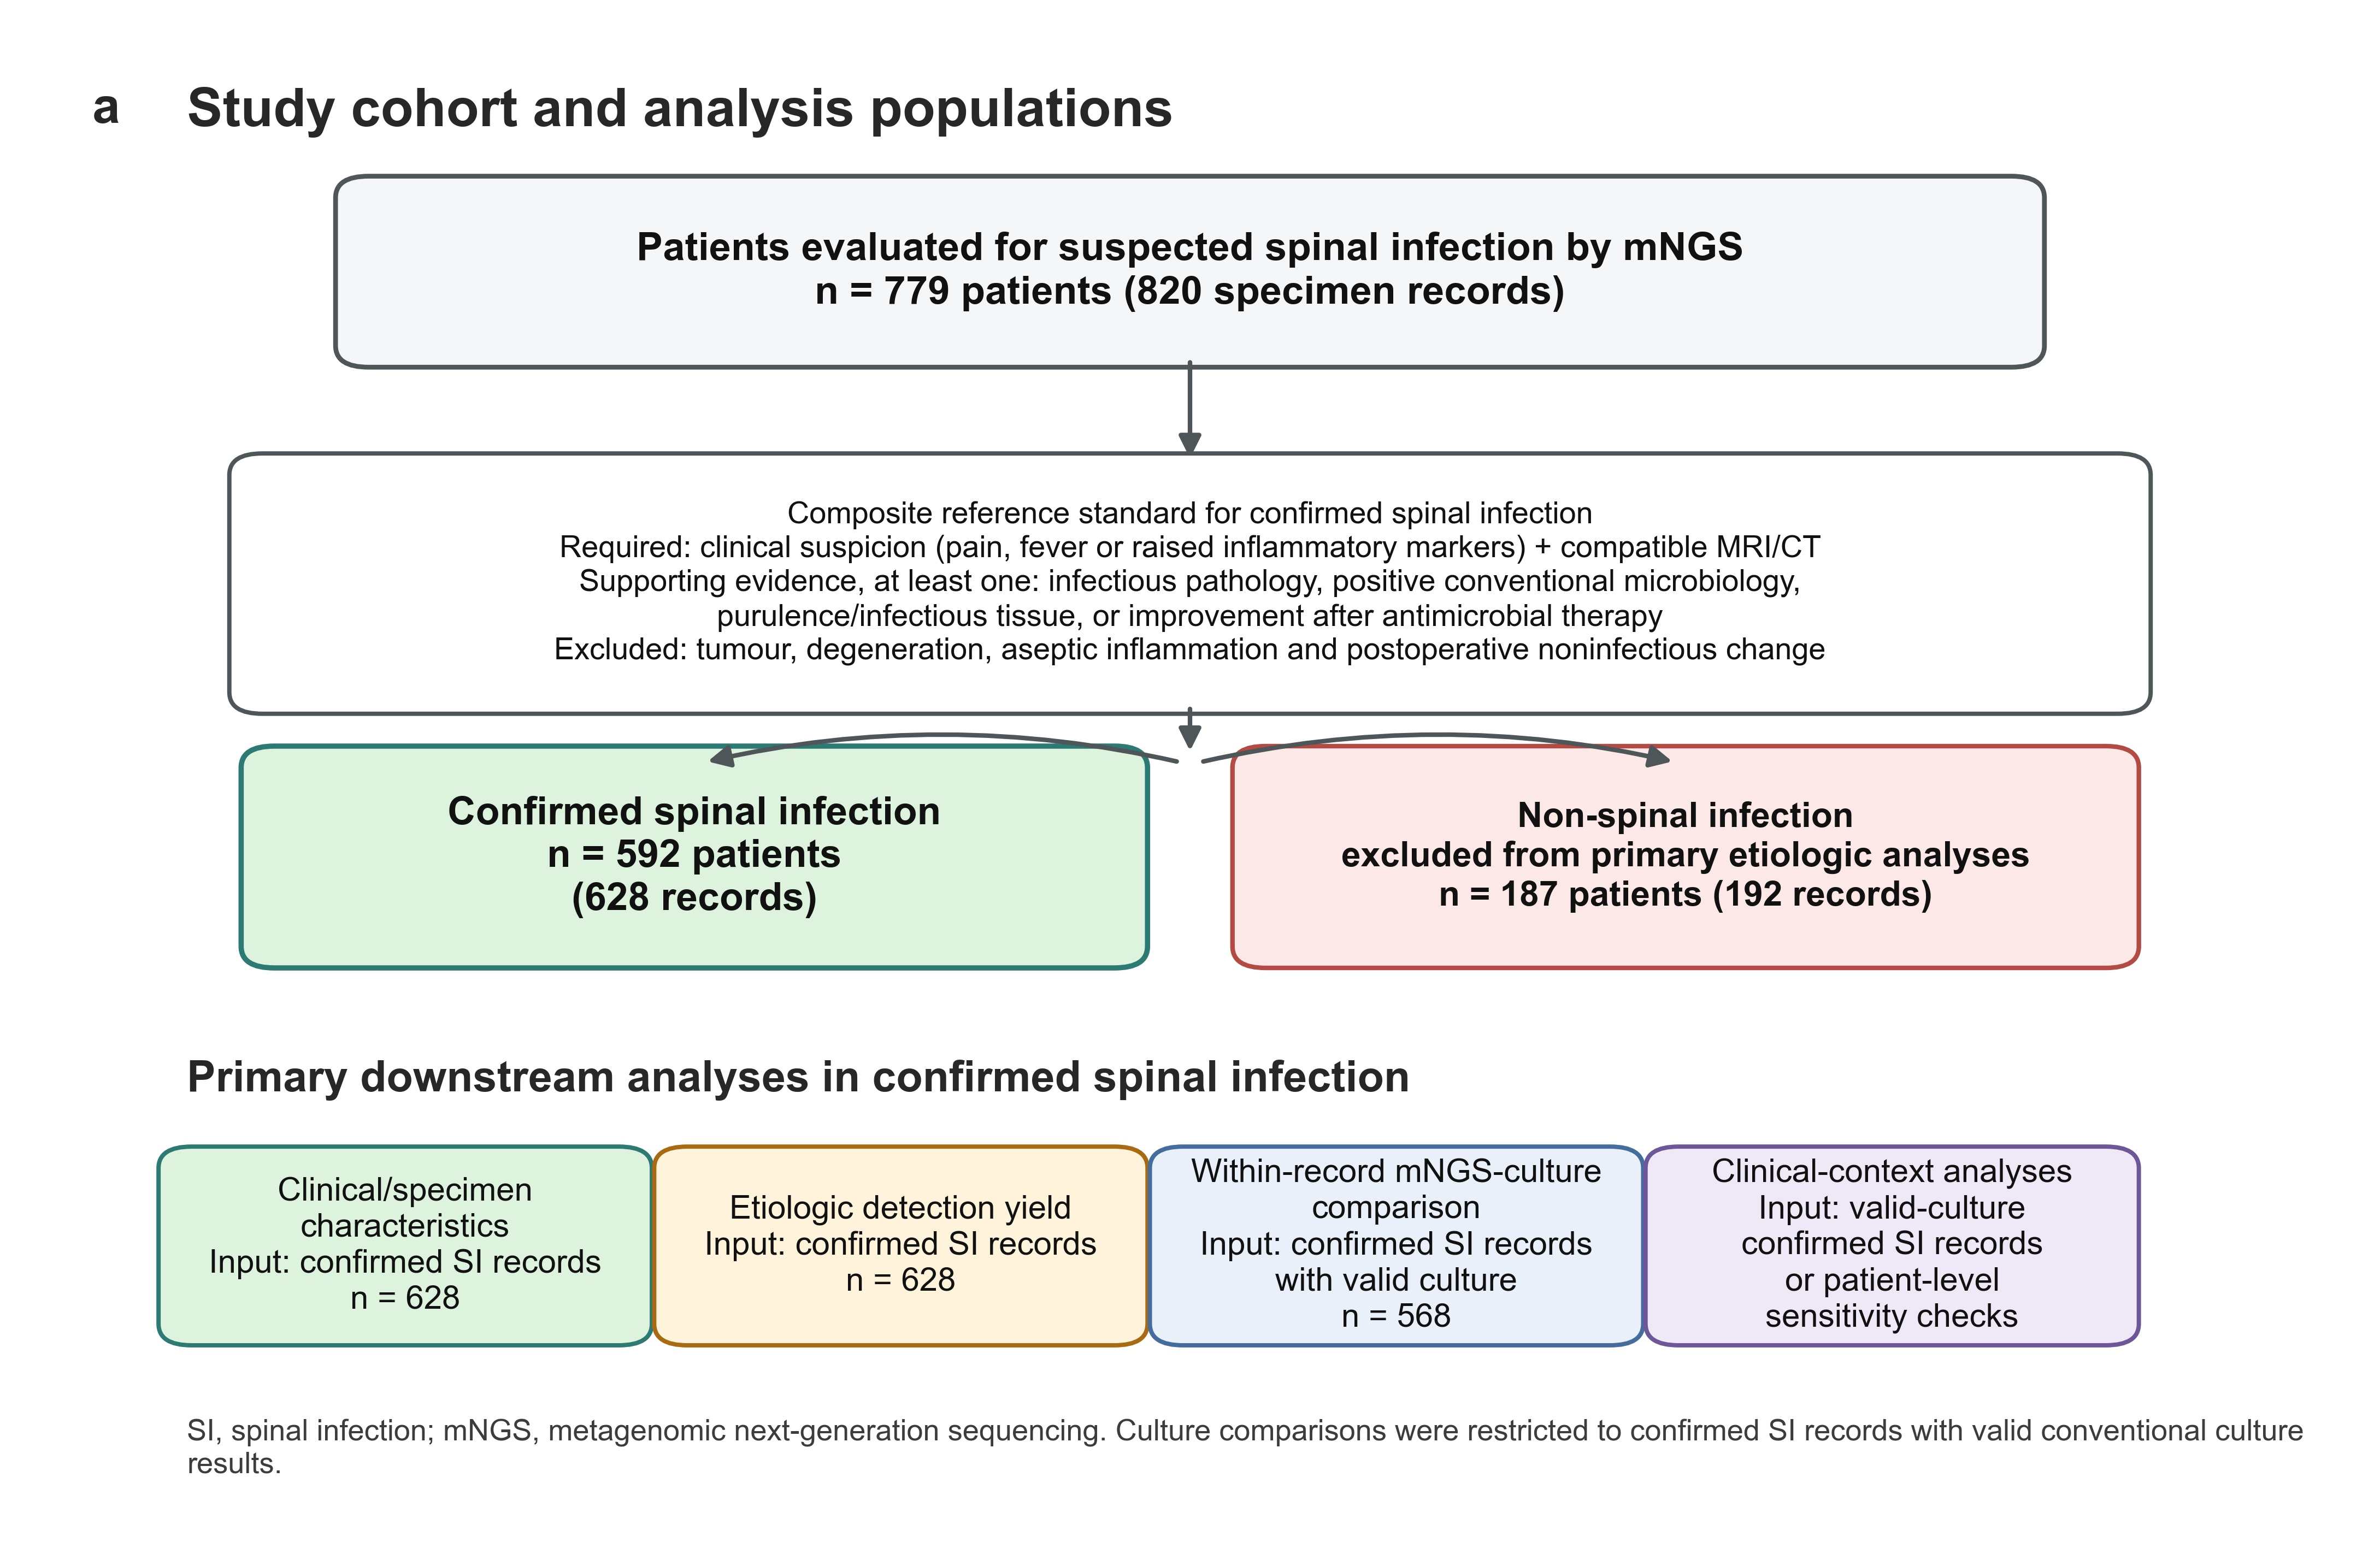 a Study cohort and analysis populations
Patients evaluated for suspected spinal infection by mNGS
n = 779 patients (820 specimen records)
Composite reference standard for confirmed spinal infection
Required: clinical suspicion (pain, fever or raised inflammatory markers) + compatible MRI/CT
Supporting evidence, at least one: infectious pathology, positive conventional microbiology,
purulence/infectious tissue, or improvement after antimicrobial therapy
Excluded: tumour, degeneration, aseptic inflammation and postoperative noninfectious change
Confirmed spinal infection
n = 592 patients
(628 records)
Non-spinal infection
excluded from primary etiologic analyses
n = 187 patients (192 records)
Primary downstream analyses in confirmed spinal infection
Clinical/specimen
characteristics
Input: confirmed SI records
n = 628
Etiologic detection yield
Input: confirmed SI records
n = 628
Within-record mNGS-culture
comparison
Input: confirmed SI records
with valid culture
n = 568
Clinical-context analyses
Input: valid-culture
confirmed SI records
or patient-level
sensitivity checks
SI, spinal infection; mNGS, metagenomic next-generation sequencing. Culture comparisons were restricted to confirmed SI records with valid conventional culture
results.